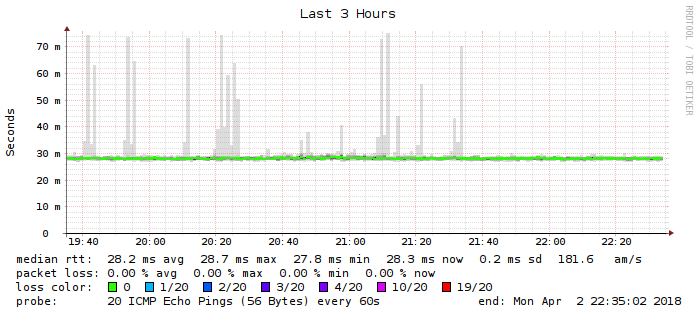 Last 3 Hours
RRDTOOL / TOBI OETIKER
Seconds
70 m
60 m
50 m
40 m
30 m
20 m
10 m
0
19:40 20:00 20:20 20:40 21:00 21:20 21:40 22:00 22:20
median rtt: 28.2 ms avg 28.7 ms max 27.8 ms min 28.3 ms now 0.2 ms sd 181.6 am/s
packet loss: 0.00 % avg 0.00 % max 0.00 % min 0.00 % now
loss color: 0 1/20 2/20 3/20 4/20 10/20 19/20
probe: 20 ICMP Echo Pings (56 Bytes) every 60s end: Mon Apr 2 22:35:02 2018